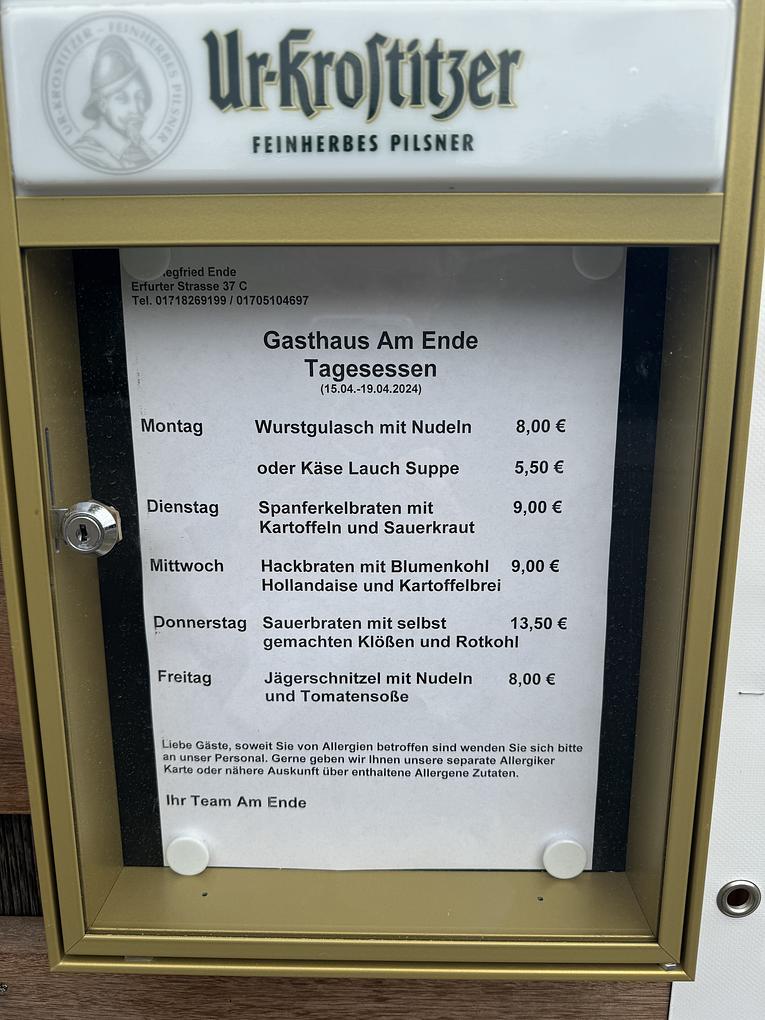 UR-KROSTITZER - FEINHERBES PILSNER
Ur-Krostitzer
FEINHERBES PILSNER
Ende
Erfurter Strasse 37 C
Tel. 01718269199 / 01705104697
Gasthaus Am Ende
Tagesessen
(15.04.-19.04.2024)
Montag Wurstgulasch mit Nudeln 8,00 €
oder Käse Lauch Suppe 5,50 €
Dienstag Spanferkelbraten mit 9,00 €
Kartoffeln und Sauerkraut
Mittwoch Hackbraten mit Blumenkohl 9,00 €
Hollandaise und Kartoffelbrei
Donnerstag Sauerbraten mit selbst 13,50 €
gemachten Klößen und Rotkohl
Freitag Jägerschnitzel mit Nudeln 8,00 €
und Tomatensoße
Liebe Gäste, soweit Sie von Allergien betroffen sind wenden Sie sich bitte
an unser Personal. Gerne geben wir Ihnen unsere separate Allergiker
Karte oder nähere Auskunft über enthaltene Allergene Zutaten.
Ihr Team Am Ende